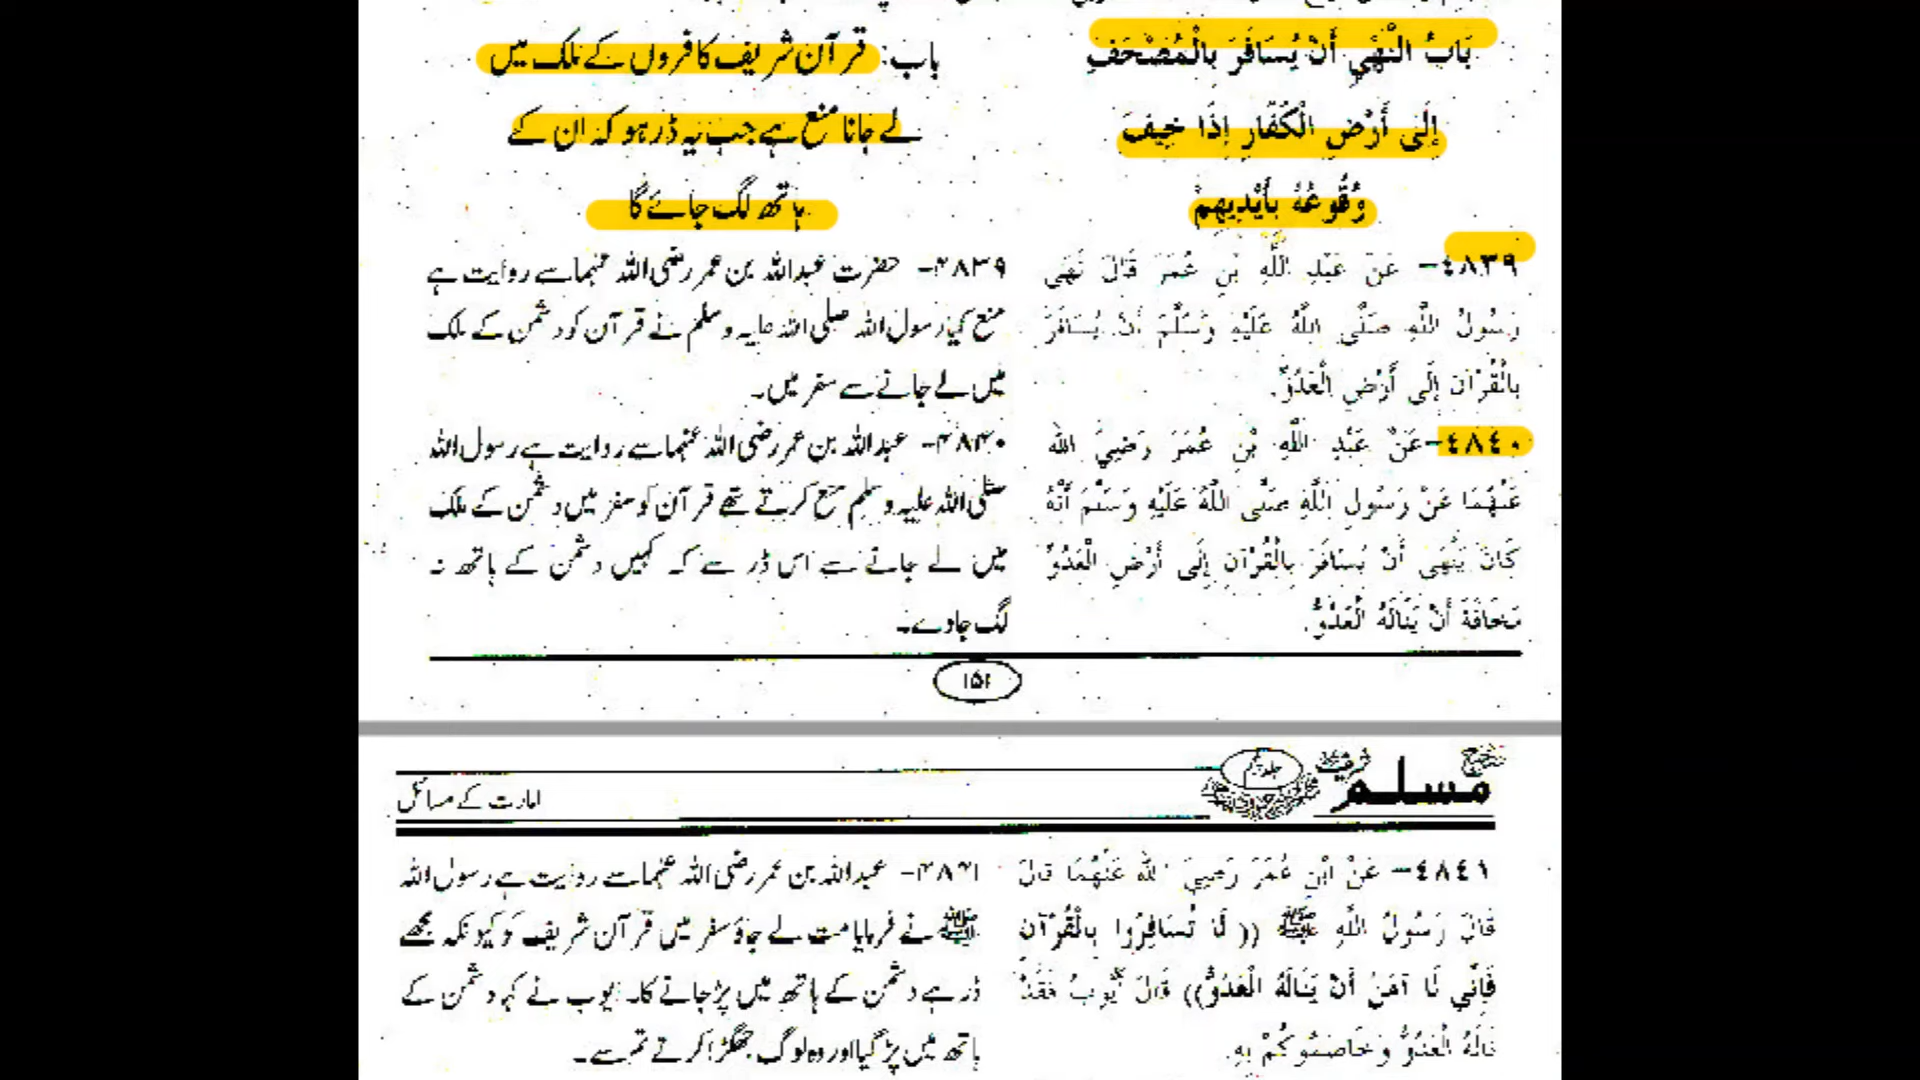 بَابُ النَّهْيِ أَنْ يُسَافَرَ بِالْمُصْحَفِ
إِلَى أَرْضِ الْكُفَّارِ إِذَا خِيفَ
وُقُوعُهُ بِأَيْدِيهِمْ
٤٨٣٩- عَنْ عَبْدِ اللَّهِ بْنِ عُمَرَ قَالَ نَهَى
رَسُولُ اللَّهِ صَلَّى اللَّهُ عَلَيْهِ وَسَلَّمَ أَنْ يُسَافَرَ
بِالْقُرْآنِ إِلَى أَرْضِ الْعَدُوِّ.
٤٨٤٠- عَنْ عَبْدِ اللَّهِ بْنِ عُمَرَ رَضِيَ الله
عَنْهُمَا عَنْ رَسُولِ اللَّهِ صَلَّى اللَّهُ عَلَيْهِ وَسَلَّمَ أَنَّهُ
كَانَ يَنْهَى أَنْ يُسَافَرَ بِالْقُرْآنِ إِلَى أَرْضِ الْعَدُوِّ
مَخَافَةَ أَنْ يَنَالَهُ الْعَدُوُّ.
باب: قرآن شریف کافروں کے ملک میں
لے جانا منع ہے جب یہ ڈر ہو کہ ان کے
ہاتھ لگ جائے گا
۴۸۳۹- حضرت عبداللہ بن عمر رضی اللہ عنہما سے روایت ہے
منع کیا رسول اللہ صلی اللہ علیہ وسلم نے قرآن کو دشمن کے ملک
میں لے جانے سے سفر میں۔
۴۸۴۰- عبداللہ بن عمر رضی اللہ عنہما سے روایت ہے رسول اللہ
صلی اللہ علیہ وسلم منع کرتے تھے قرآن کو سفر میں دشمن کے ملک
میں لے جانے سے اس ڈر سے کہ کہیں دشمن کے ہاتھ نہ
لگ جاوے۔
صحیح مسلم شریف
امارت کے مسائل
٤٨٤١- عَنْ ابْنِ عُمَرَ رَضِيَ الله عَنْهُمَا قَالَ
قَالَ رَسُولُ اللَّهِ ﷺ (( لَا تُسَافِرُوا بِالْقُرْآنِ
فَإِنِّي لَا آمَنُ أَنْ يَنَالَهُ الْعَدُوُّ)) قَالَ أَيُّوبُ فَقَدْ
نَالَهُ الْعَدُوُّ وَخَاصَمُوكُمْ بِهِ.
۴۸۴۱- عبداللہ بن عمر رضی اللہ عنہما سے روایت ہے رسول اللہ
ﷺ نے فرمایا مت لے جاؤ سفر میں قرآن شریف کو کیونکہ مجھے
ڈر ہے دشمن کے ہاتھ میں پڑ جانے کا۔ ایوب نے کہا دشمن کے
ہاتھ میں پڑ گیا اور وہ لوگ جھگڑا کرتے تم سے۔